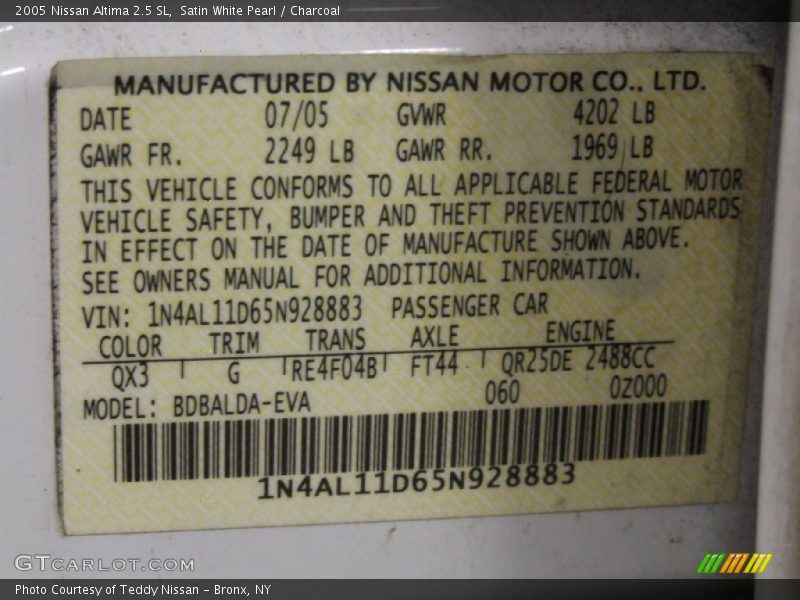 2005 Nissan Altima 2.5 SL, Satin White Pearl / Charcoal
MANUFACTURED BY NISSAN MOTOR CO., LTD.
DATE 07/05 GVWR 4202 LB
GAWR FR. 2249 LB GAWR RR. 1969 LB
THIS VEHICLE CONFORMS TO ALL APPLICABLE FEDERAL MOTOR
VEHICLE SAFETY, BUMPER AND THEFT PREVENTION STANDARDS
IN EFFECT ON THE DATE OF MANUFACTURE SHOWN ABOVE.
SEE OWNERS MANUAL FOR ADDITIONAL INFORMATION.
VIN: 1N4AL11D65N928883 PASSENGER CAR
COLOR TRIM TRANS AXLE ENGINE
QX3 G RE4F04B FT44 QR25DE 2488CC
MODEL: BDBALDA-EVA 060 0Z000
1N4AL11D65N928883
GTCARLOT.COM
Photo Courtesy of Teddy Nissan - Bronx, NY